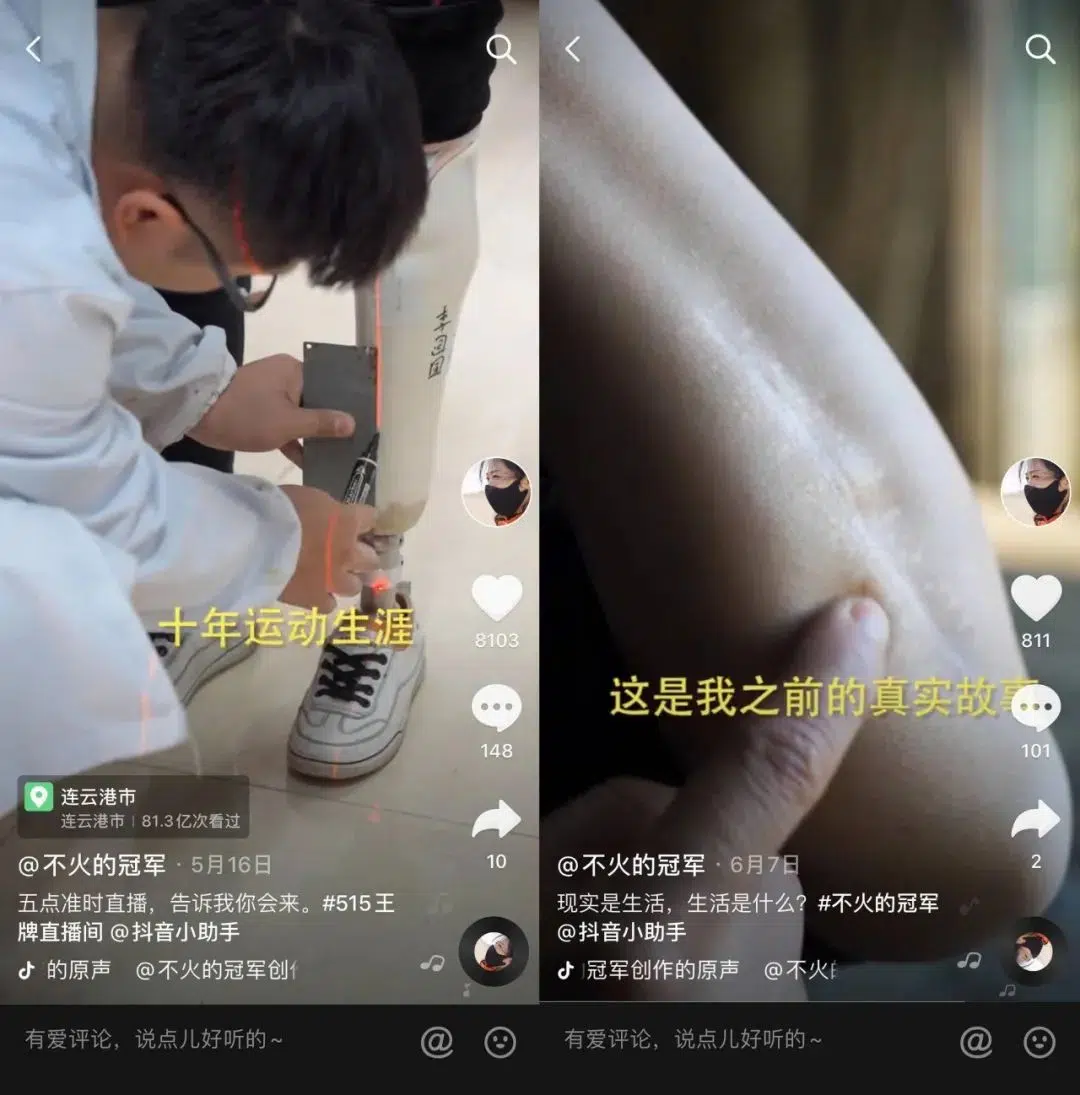 李园园
十年运动生涯
8103
148
10
连云港市
连云港市 | 81.3亿次看过
@不火的冠军 · 5月16日
五点准时直播，告诉我你会来。#515王
牌直播间 @抖音小助手
的原声 @不火的冠军创作
有爱评论，说点儿好听的~
@
这是我之前的真实故事
811
101
2
@不火的冠军 · 6月7日
现实是生活，生活是什么？#不火的冠军
@抖音小助手
冠军创作的原声 @不火的
有爱评论，说点儿好听的~
@